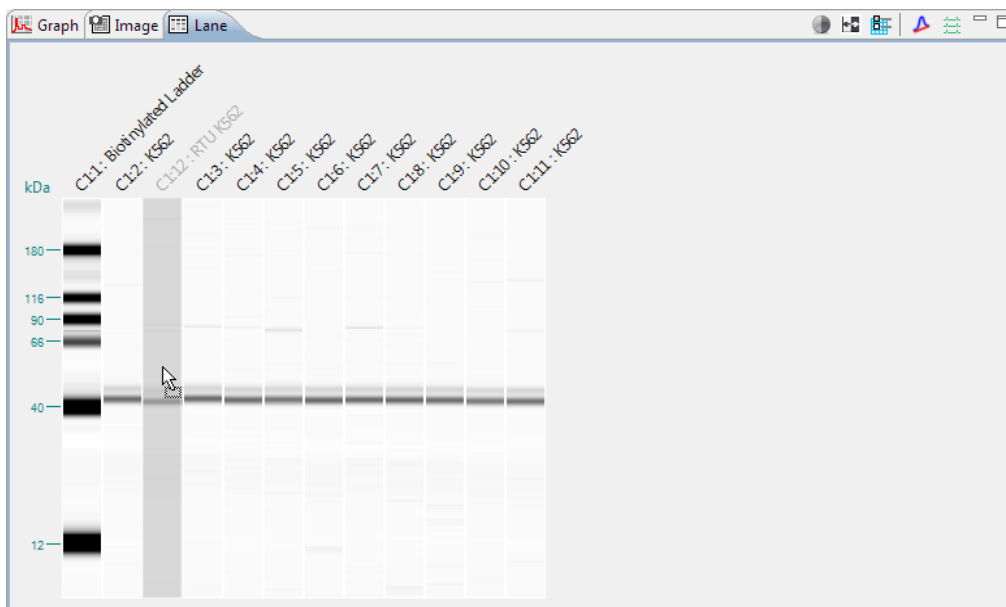 Graph Image Lane
C1:1: Biotinylated Ladder
C1:2: K562
C1:12: RTU K562
C1:3: K562
C1:4: K562
C1:5: K562
C1:6: K562
C1:7: K562
C1:8: K562
C1:9: K562
C1:10: K562
C1:11: K562
kDa
180
116
90
66
40
12